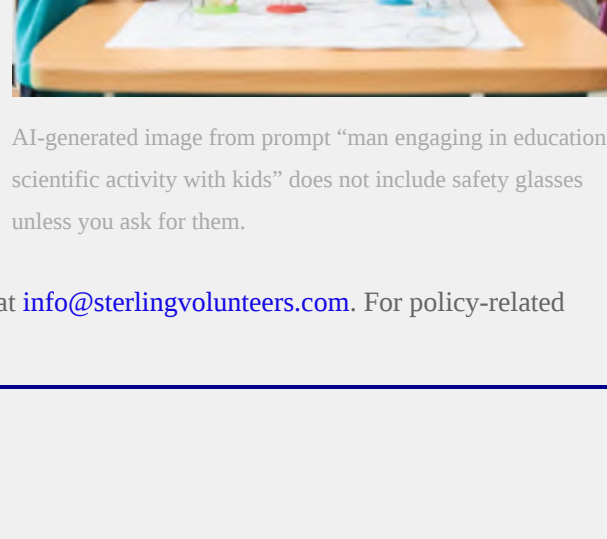 AI-generated image from prompt “man engaging in education
scientific activity with kids” does not include safety glasses
unless you ask for them.
at info@sterlingvolunteers.com. For policy-related